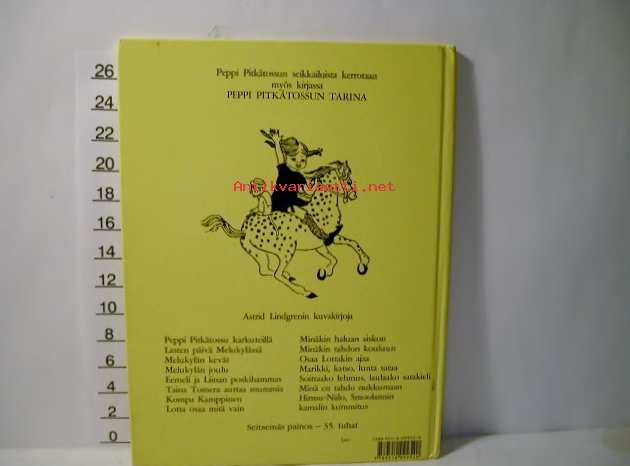 26
24
22
20
18
16
14
12
10
8
6
4
2
0
Peppi Pitkätossun seikkailuista kerrotaan
myös kirjassa
PEPPI PITKÄTOSSUN TARINA
Antikvariaatti.net
Astrid Lindgrenin kuvakirjoja
Peppi Pitkätossu karkuteillä
Lasten päivä Melukylässä
Melukylän kevät
Melukylän joulu
Eemeli ja Liinan poskihammas
Taina Tomera auttaa mummia
Kompu Kamppinen
Lotta osaa mitä vain
Minäkin haluan siskon
Minäkin tahdon kouluun
Osaa Lottakin ajaa
Marikki, katso, lunta sataa
Soittaako lehmus, laulaako satakieli
Minä en tahdo nukkumaan
Hirmu-Niilo, Smoolannin
kamalin kummitus
Seitsemäs painos – 35. tuhat